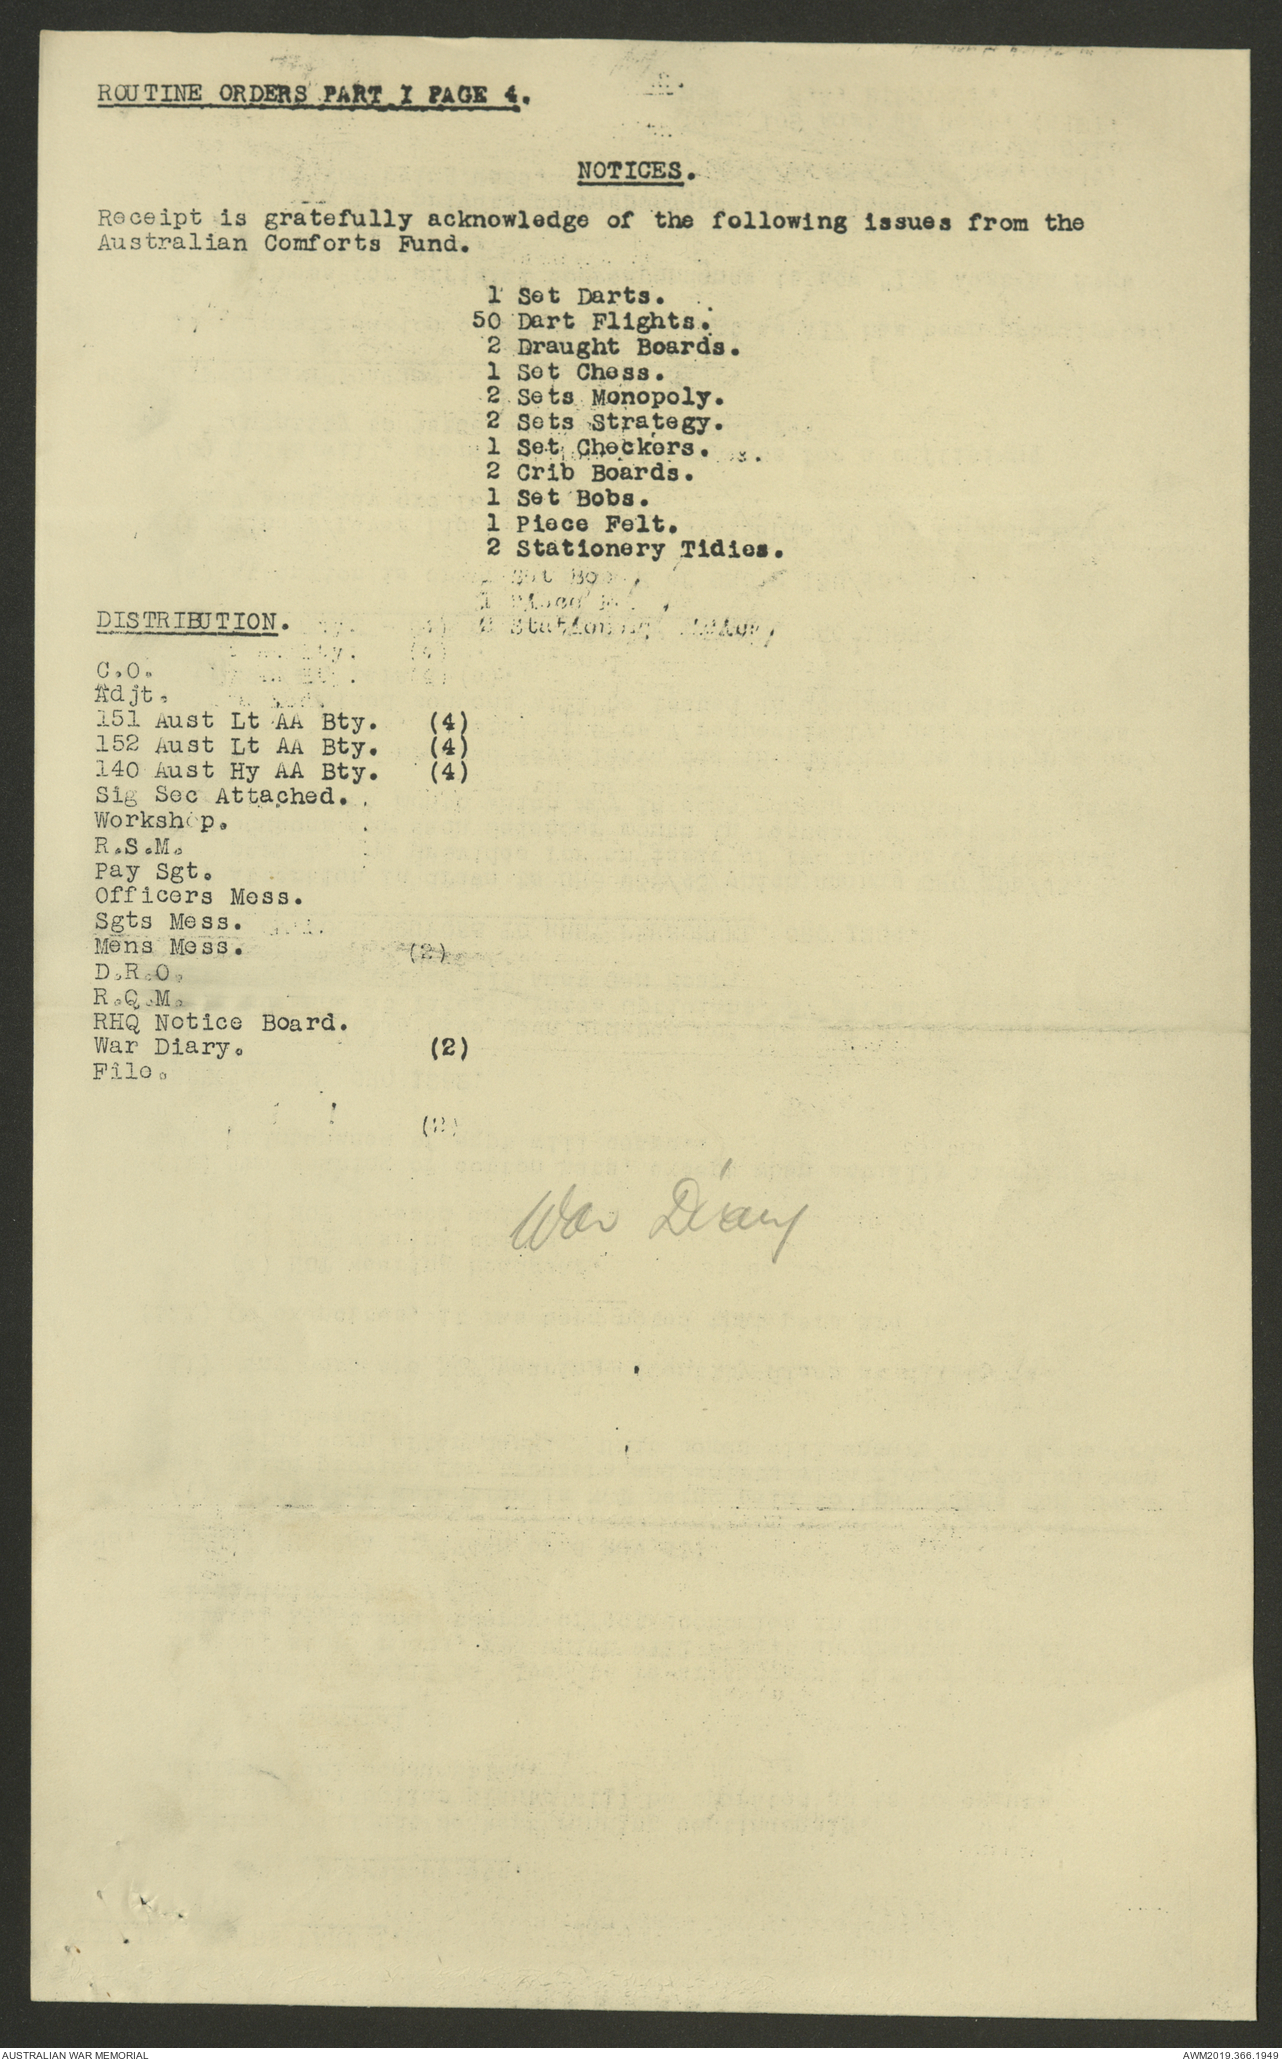 ROUTINE ORDERS PART I PAGE 4.
NOTICES.
Receipt is gratefully acknowledge of the following issues from the
Australian Comforts Fund.
1 Set Darts.
50 Dart Flights.
2 Draught Boards.
1 Set Chess.
2 Sets Monopoly.
2 Sets Strategy.
1 Set Checkers.
2 Crib Boards.
1 Set Bobs.
1 Piece Felt.
2 Stationery Tidies.
DISTRIBUTION.
C.O.
Adjt.
151 Aust Lt AA Bty. (4)
152 Aust Lt AA Bty. (4)
140 Aust Hy AA Bty. (4)
Sig Sec Attached.
Workshop.
R.S.M.
Pay Sgt.
Officers Mess.
Sgts Mess.
Mens Mess. (2)
D.R.O.
R.Q.M.
RHQ Notice Board.
War Diary. (2)
File.
(2)
War Diary
AUSTRALIAN WAR MEMORIAL
AWM2019.366.1949